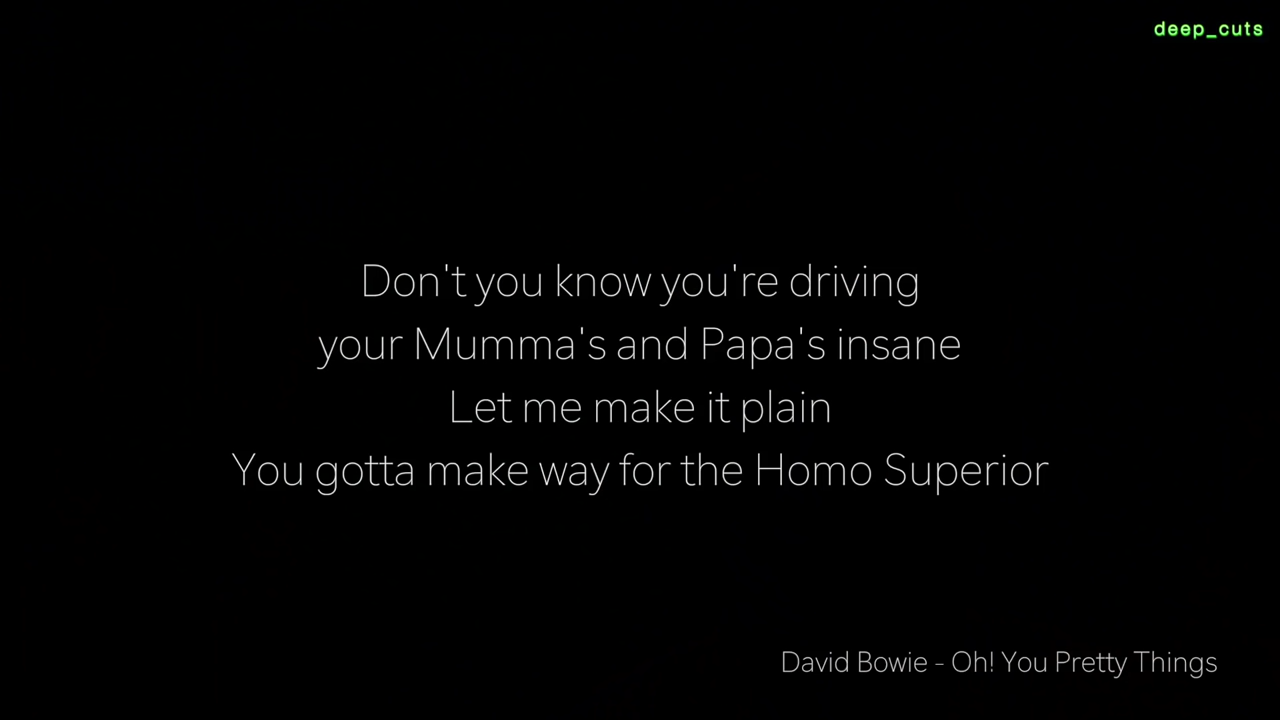 deep_cuts
Don't you know you're driving
your Mumma's and Papa's insane
Let me make it plain
You gotta make way for the Homo Superior
David Bowie - Oh! You Pretty Things